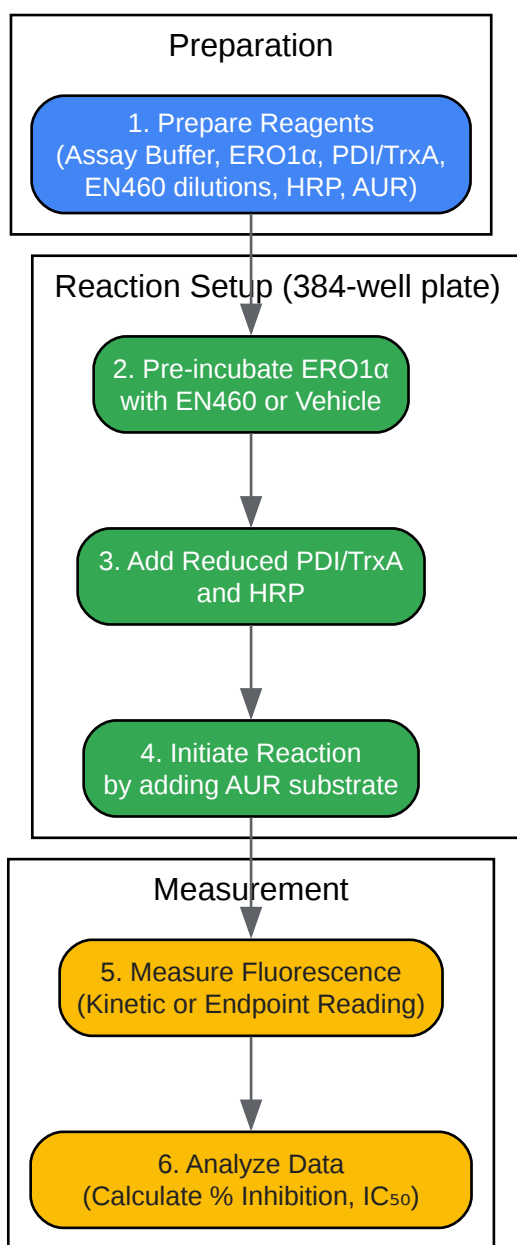 Preparation
1. Prepare Reagents
(Assay Buffer, ERO1α, PDI/TrxA,
EN460 dilutions, HRP, AUR)
Reaction Setup (384-well plate)
2. Pre-incubate ERO1α
with EN460 or Vehicle
3. Add Reduced PDI/TrxA
and HRP
4. Initiate Reaction
by adding AUR substrate
Measurement
5. Measure Fluorescence
(Kinetic or Endpoint Reading)
6. Analyze Data
(Calculate % Inhibition, IC₅₀)